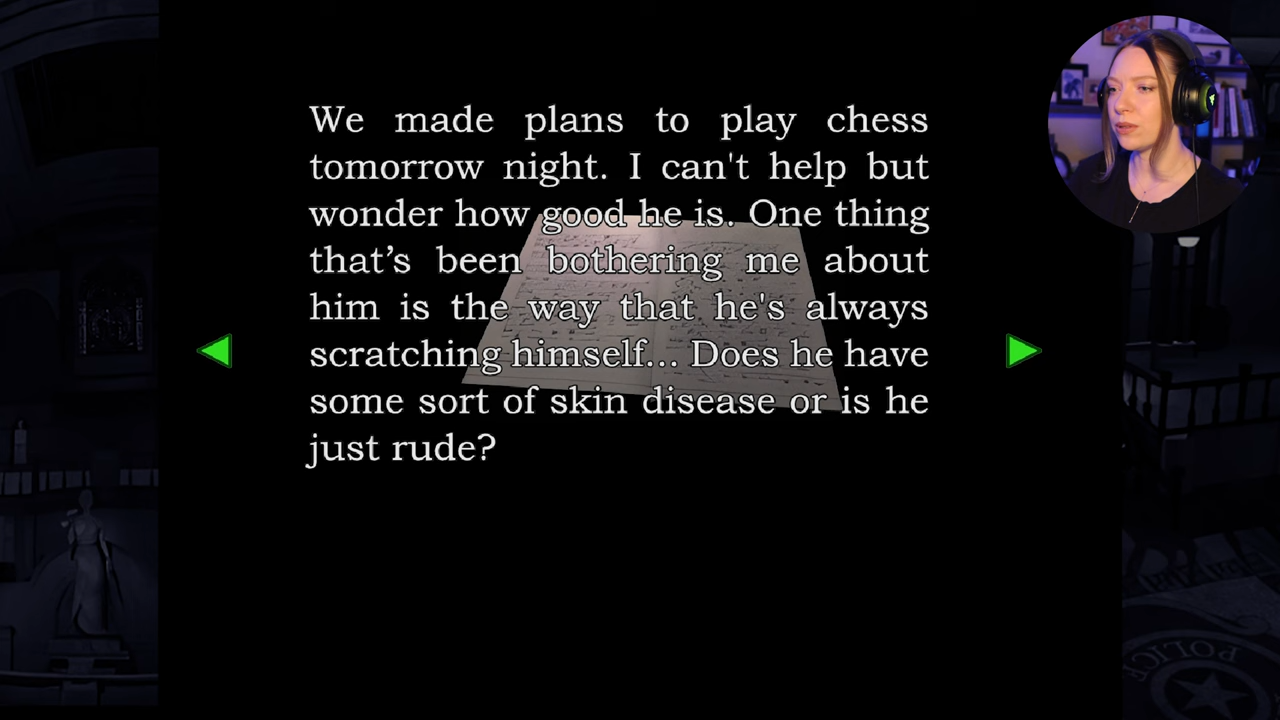 We made plans to play chess
tomorrow night. I can't help but
wonder how good he is. One thing
that’s been bothering me about
him is the way that he's always
scratching himself... Does he have
some sort of skin disease or is he
just rude?
POLICE